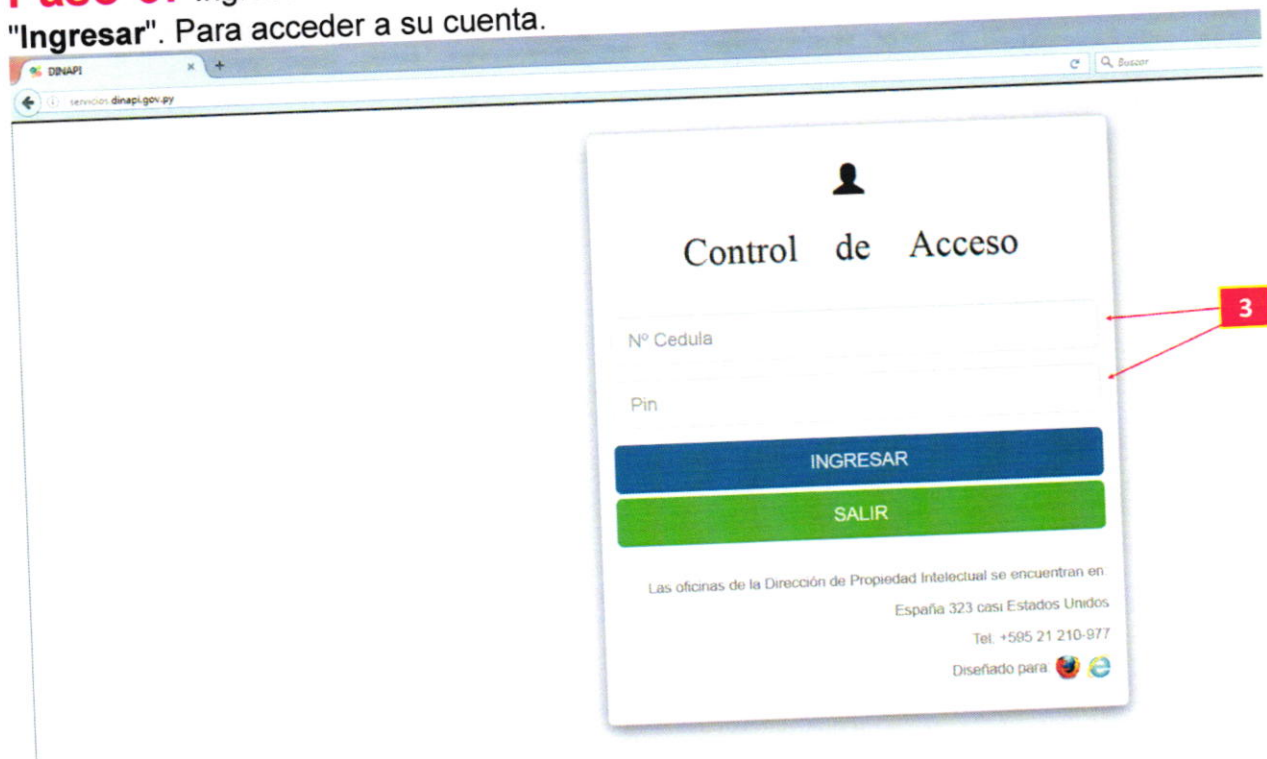 "Ingresar". Para acceder a su cuenta.
DINAPI × +
servicios.dinapi.gov.py
Buscar
Control de Acceso
3
Nº Cedula
Pin
INGRESAR
SALIR
Las oficinas de la Dirección de Propiedad Intelectual se encuentran en:
España 323 casi Estados Unidos
Tel. +595 21 210-977
Diseñado para: